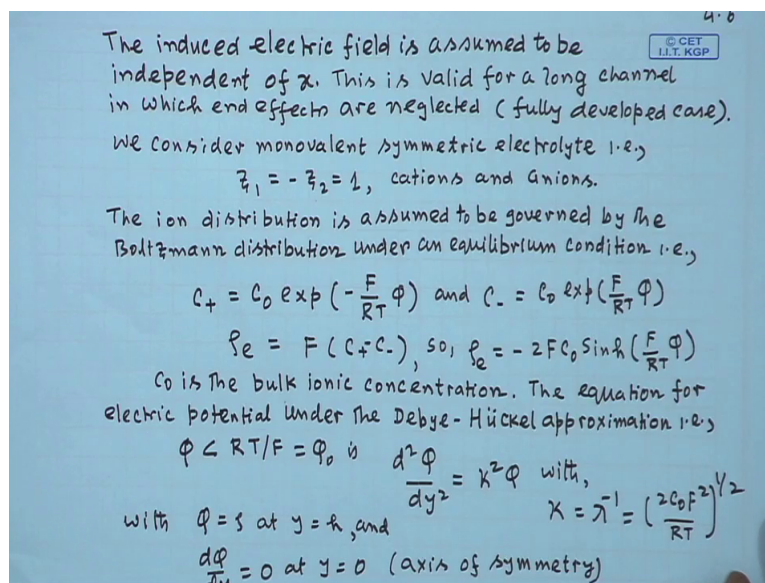 4.6
© CET
I.I.T. KGP
The induced electric field is assumed to be
independent of x. This is valid for a long channel
in which end effects are neglected (fully developed case).
We consider monovalent symmetric electrolyte i.e.,
z₁ = - z₂ = 1, cations and anions.
The ion distribution is assumed to be governed by the
Boltzmann distribution under an equilibrium condition i.e.,
C₊ = C₀ exp (- F/RT φ) and C₋ = C₀ exp (F/RT φ)
ρe = F (C₊ - C₋), so, ρe = - 2FC₀ Sinh (F/RT φ)
C₀ is the bulk ionic concentration. The equation for
electric potential under the Debye-Hückel approximation i.e.,
φ < RT/F = φ₀ is d²φ/dy² = K²φ with,
K = λ⁻¹ = (2C₀F²/RT)^1/2
with φ = ζ at y = h, and
dφ/dy = 0 at y = 0 (axis of symmetry)